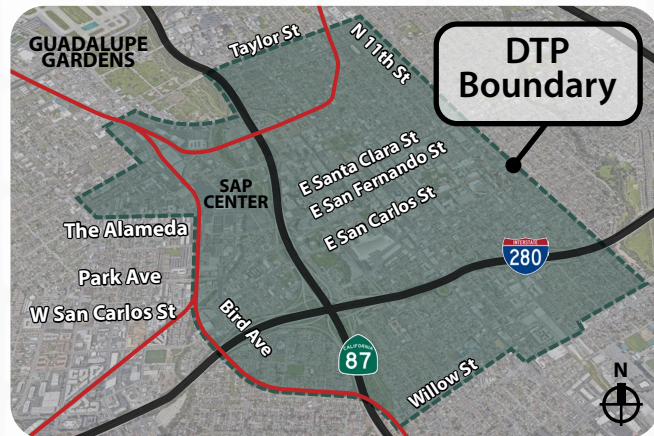 GUADALUPE
GARDENS
Taylor St
N 11th St
DTP
Boundary
E Santa Clara St
E San Fernando St
E San Carlos St
SAP
CENTER
The Alameda
Park Ave
W San Carlos St
Bird Ave
INTERSTATE
280
CALIFORNIA
87
Willow St
N